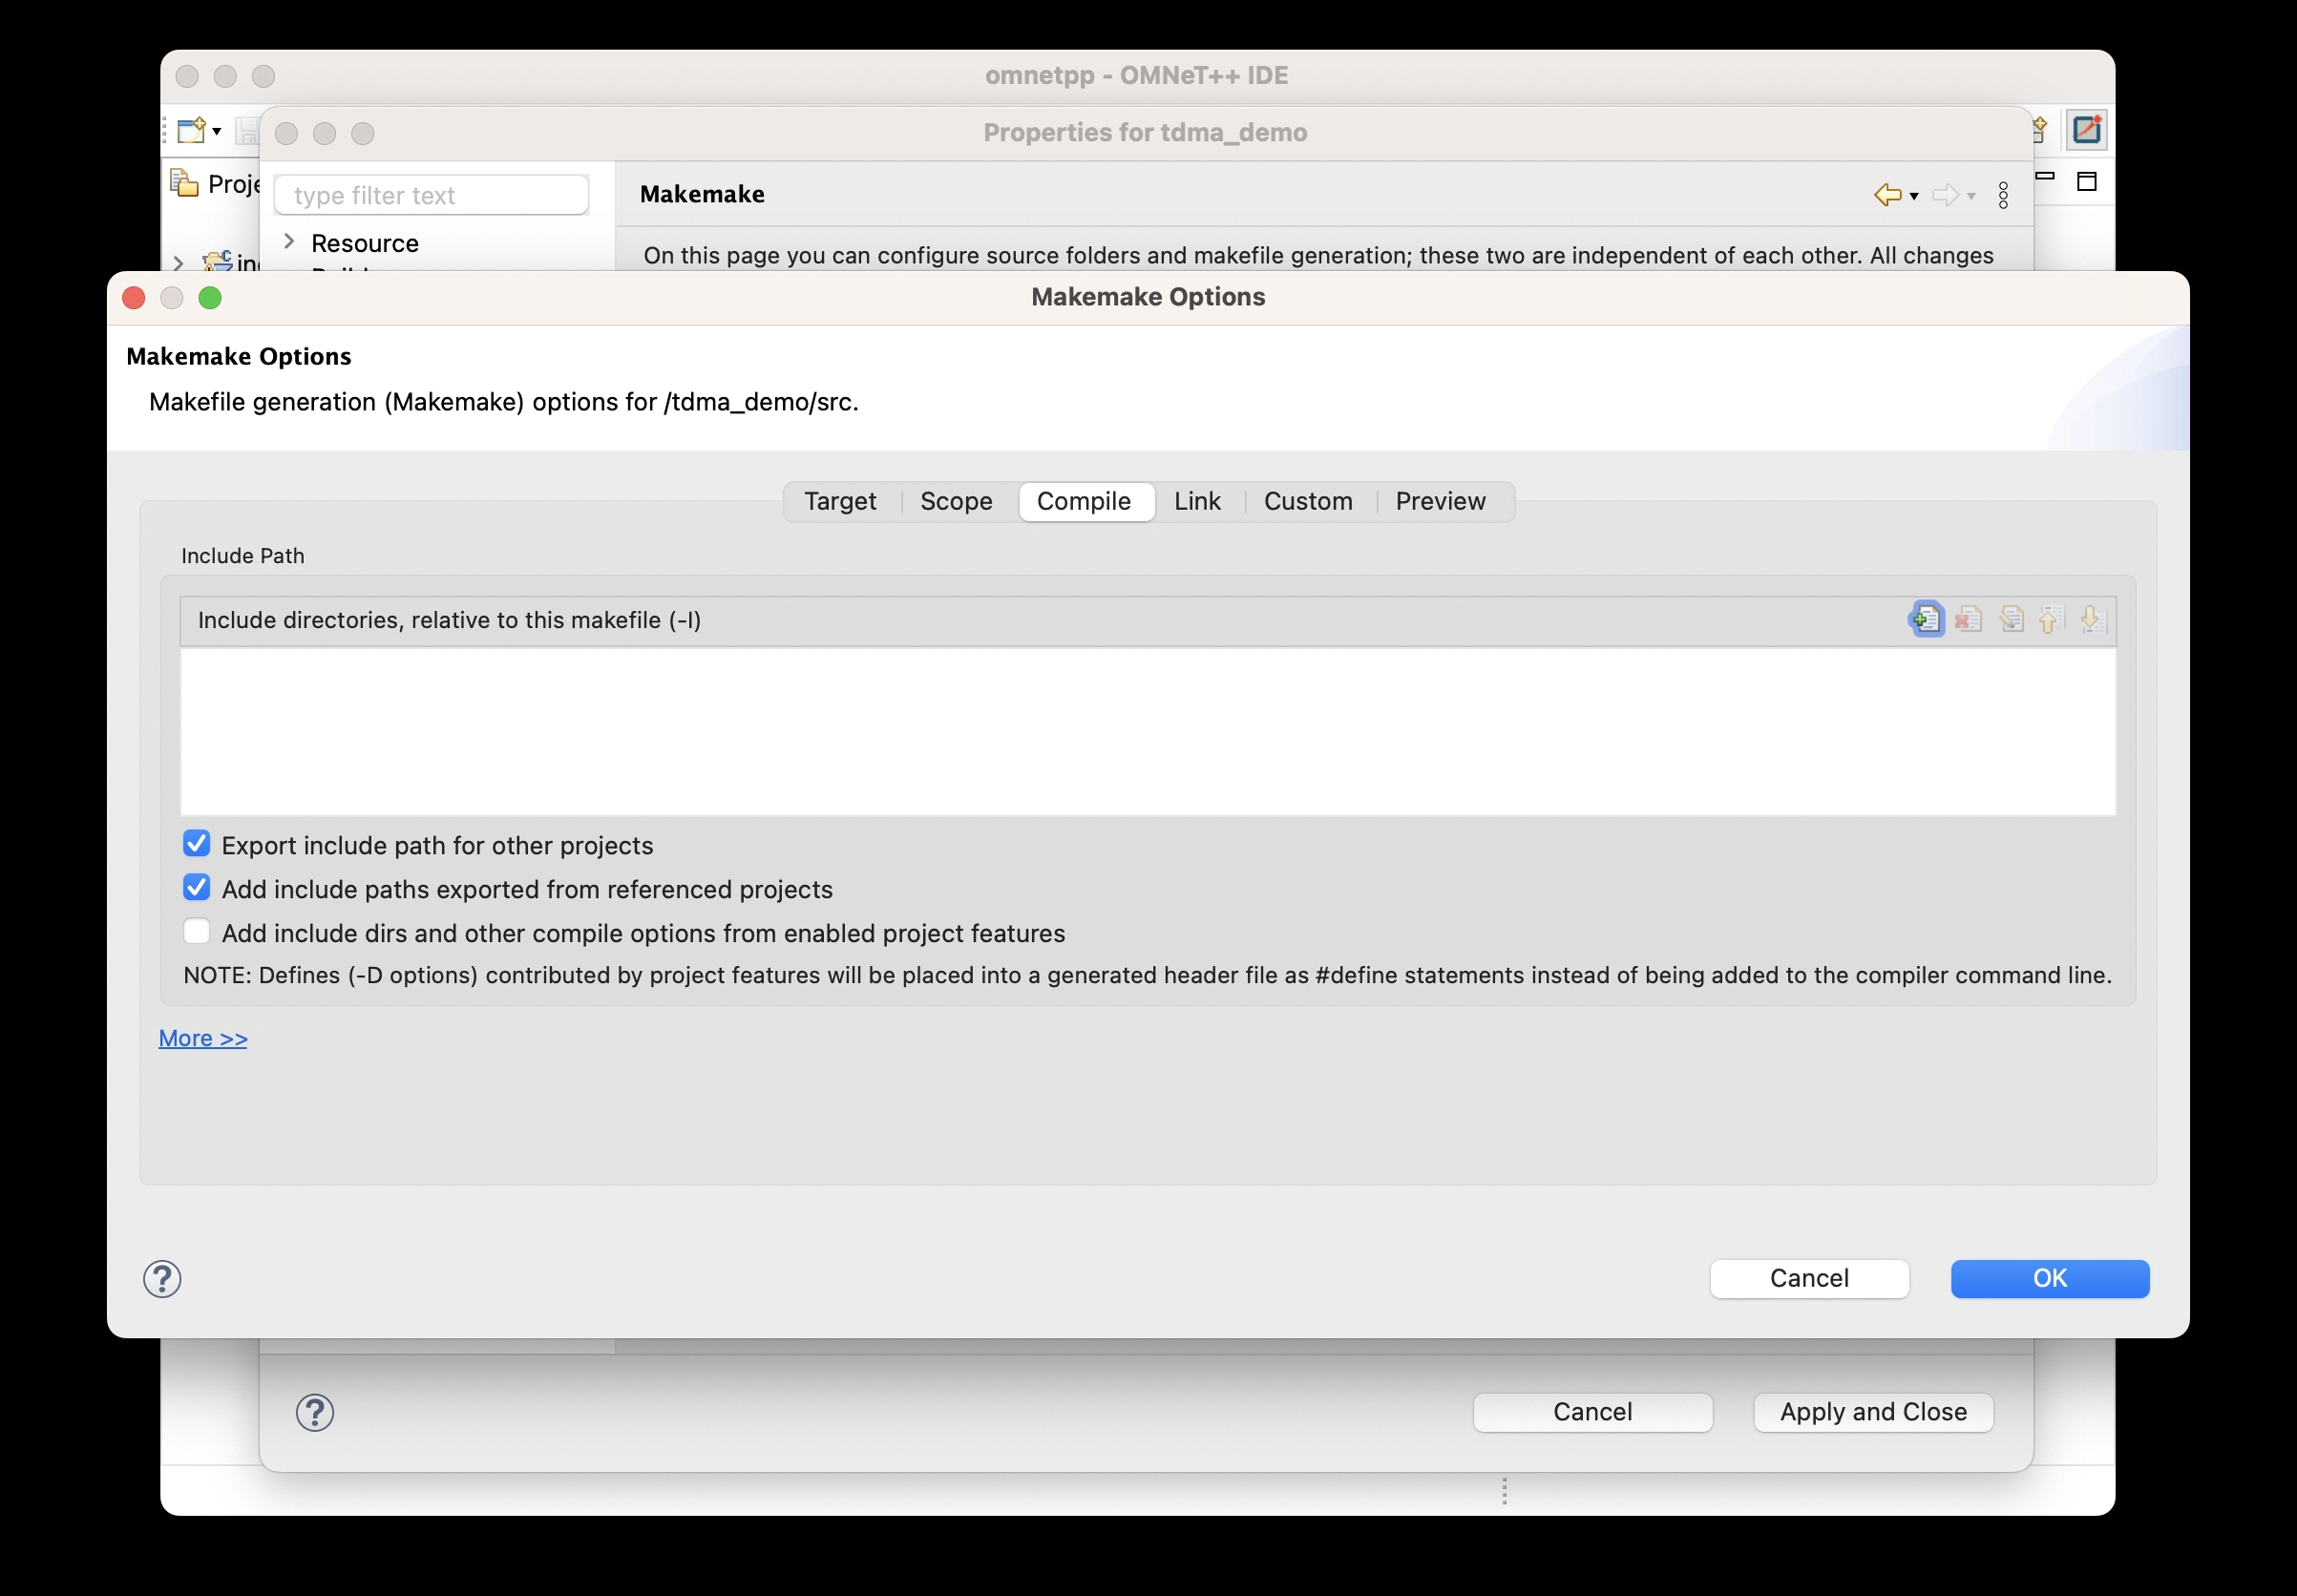 omnetpp - OMNeT++ IDE
Properties for tdma_demo
Proje
type filter text
Makemake
Resource
On this page you can configure source folders and makefile generation; these two are independent of each other. All changes
Makemake Options
Makemake Options
Makefile generation (Makemake) options for /tdma_demo/src.
Target Scope Compile Link Custom Preview
Include Path
Include directories, relative to this makefile (-I)
Export include path for other projects
Add include paths exported from referenced projects
Add include dirs and other compile options from enabled project features
NOTE: Defines (-D options) contributed by project features will be placed into a generated header file as #define statements instead of being added to the compiler command line.
More >>
? Cancel OK
? Cancel Apply and Close